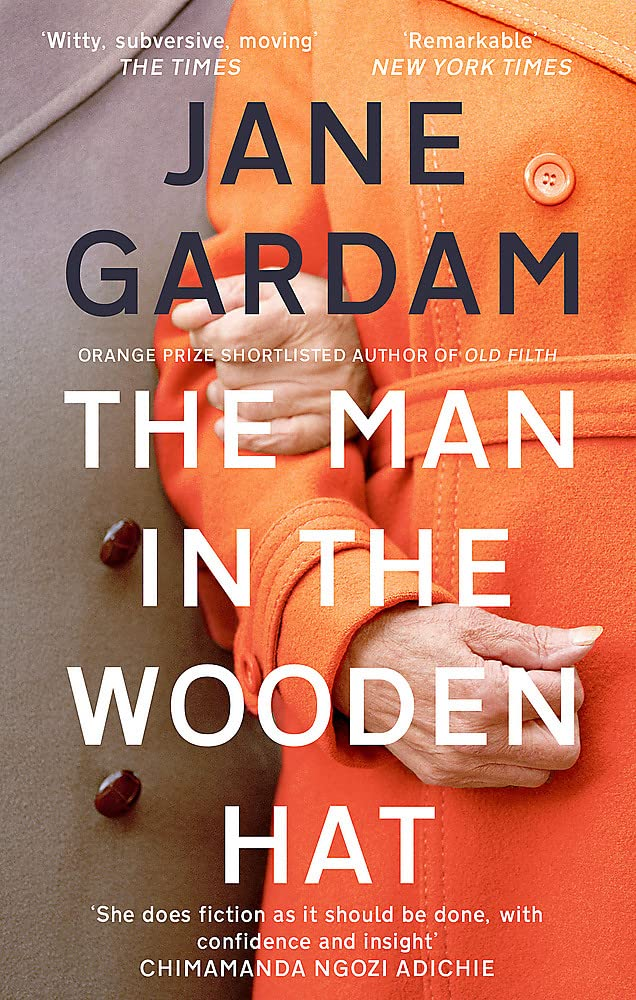 ‘Witty, subversive, moving’
THE TIMES
‘Remarkable’
NEW YORK TIMES
JANE
GARDAM
ORANGE PRIZE SHORTLISTED AUTHOR OF OLD FILTH
THE MAN
IN THE
WOODEN
HAT
‘She does fiction as it should be done, with
confidence and insight’
CHIMAMANDA NGOZI ADICHIE